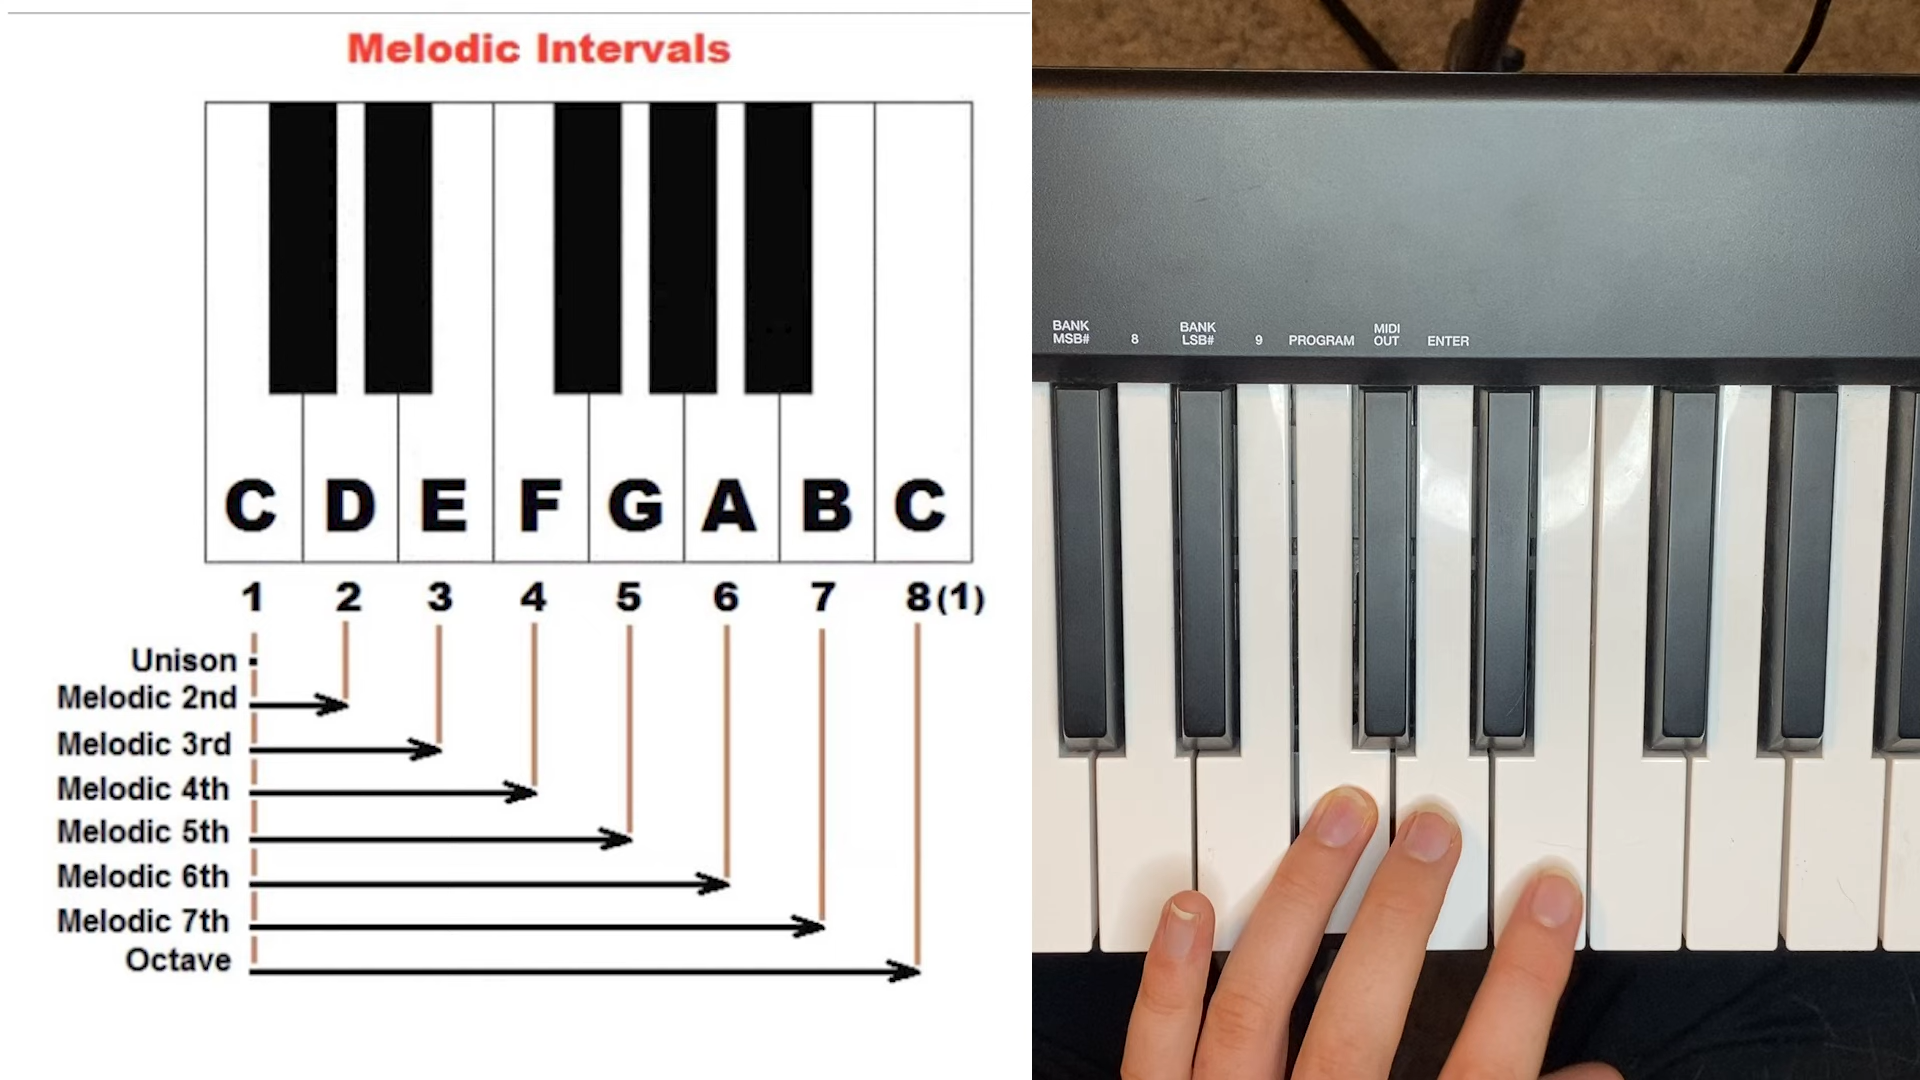 Melodic Intervals
C D E F G A B C
1 2 3 4 5 6 7 8(1)
Unison
Melodic 2nd
Melodic 3rd
Melodic 4th
Melodic 5th
Melodic 6th
Melodic 7th
Octave
BANK
MSB#
8
BANK
LSB#
9
PROGRAM
MIDI
OUT
ENTER